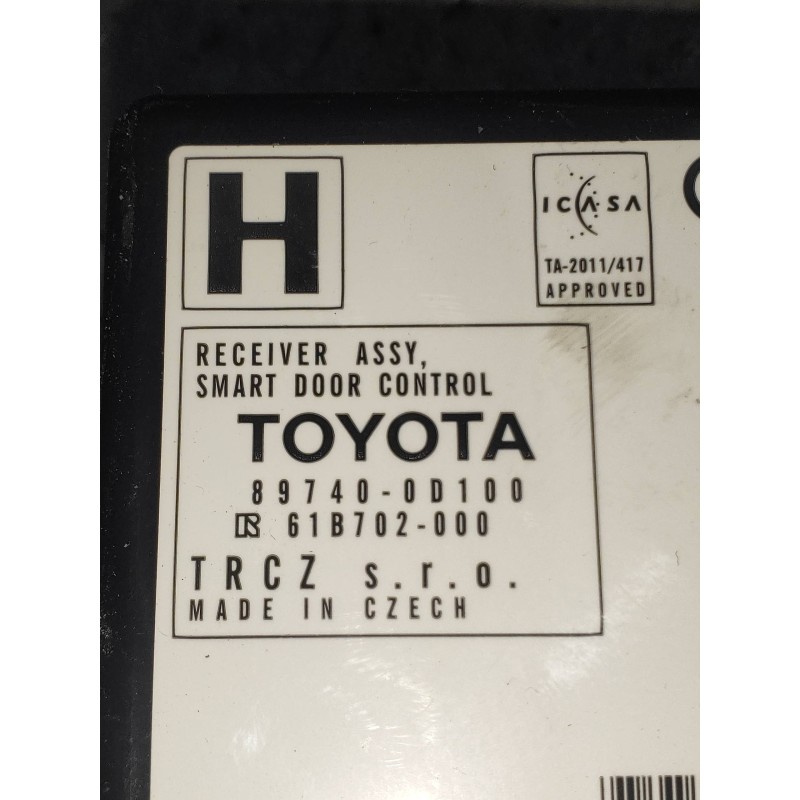 H
ICASA
TA-2011/417
APPROVED
RECEIVER ASSY,
SMART DOOR CONTROL
TOYOTA
89740-0D100
R 61B702-000
TRCZ s.r.o.
MADE IN CZECH